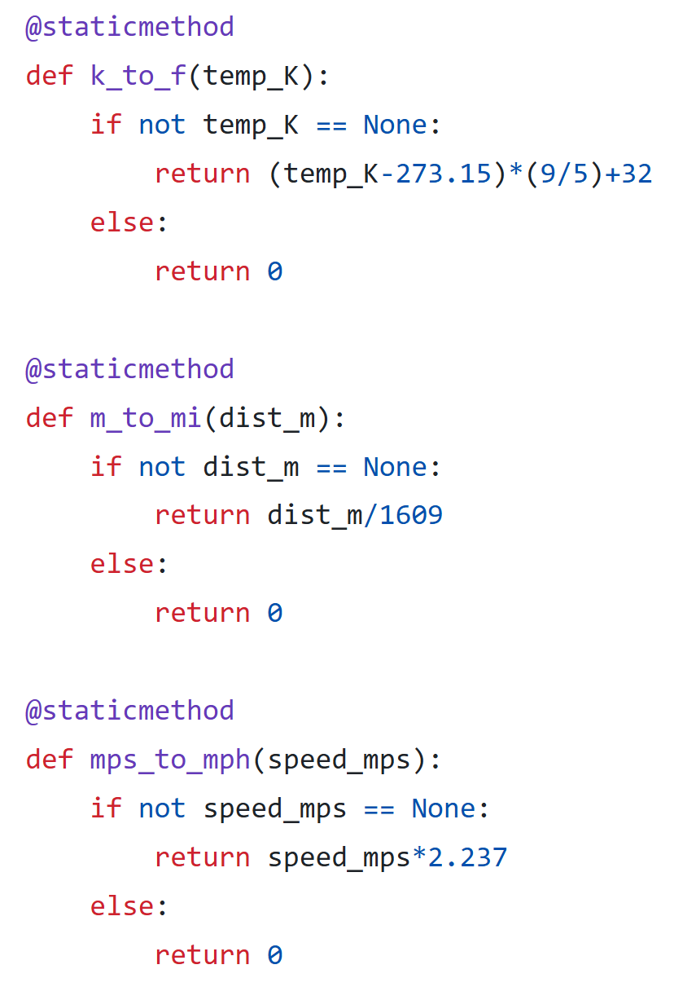 @staticmethod
def k_to_f(temp_K):
    if not temp_K == None:
        return (temp_K-273.15)*(9/5)+32
    else:
        return 0

@staticmethod
def m_to_mi(dist_m):
    if not dist_m == None:
        return dist_m/1609
    else:
        return 0

@staticmethod
def mps_to_mph(speed_mps):
    if not speed_mps == None:
        return speed_mps*2.237
    else:
        return 0